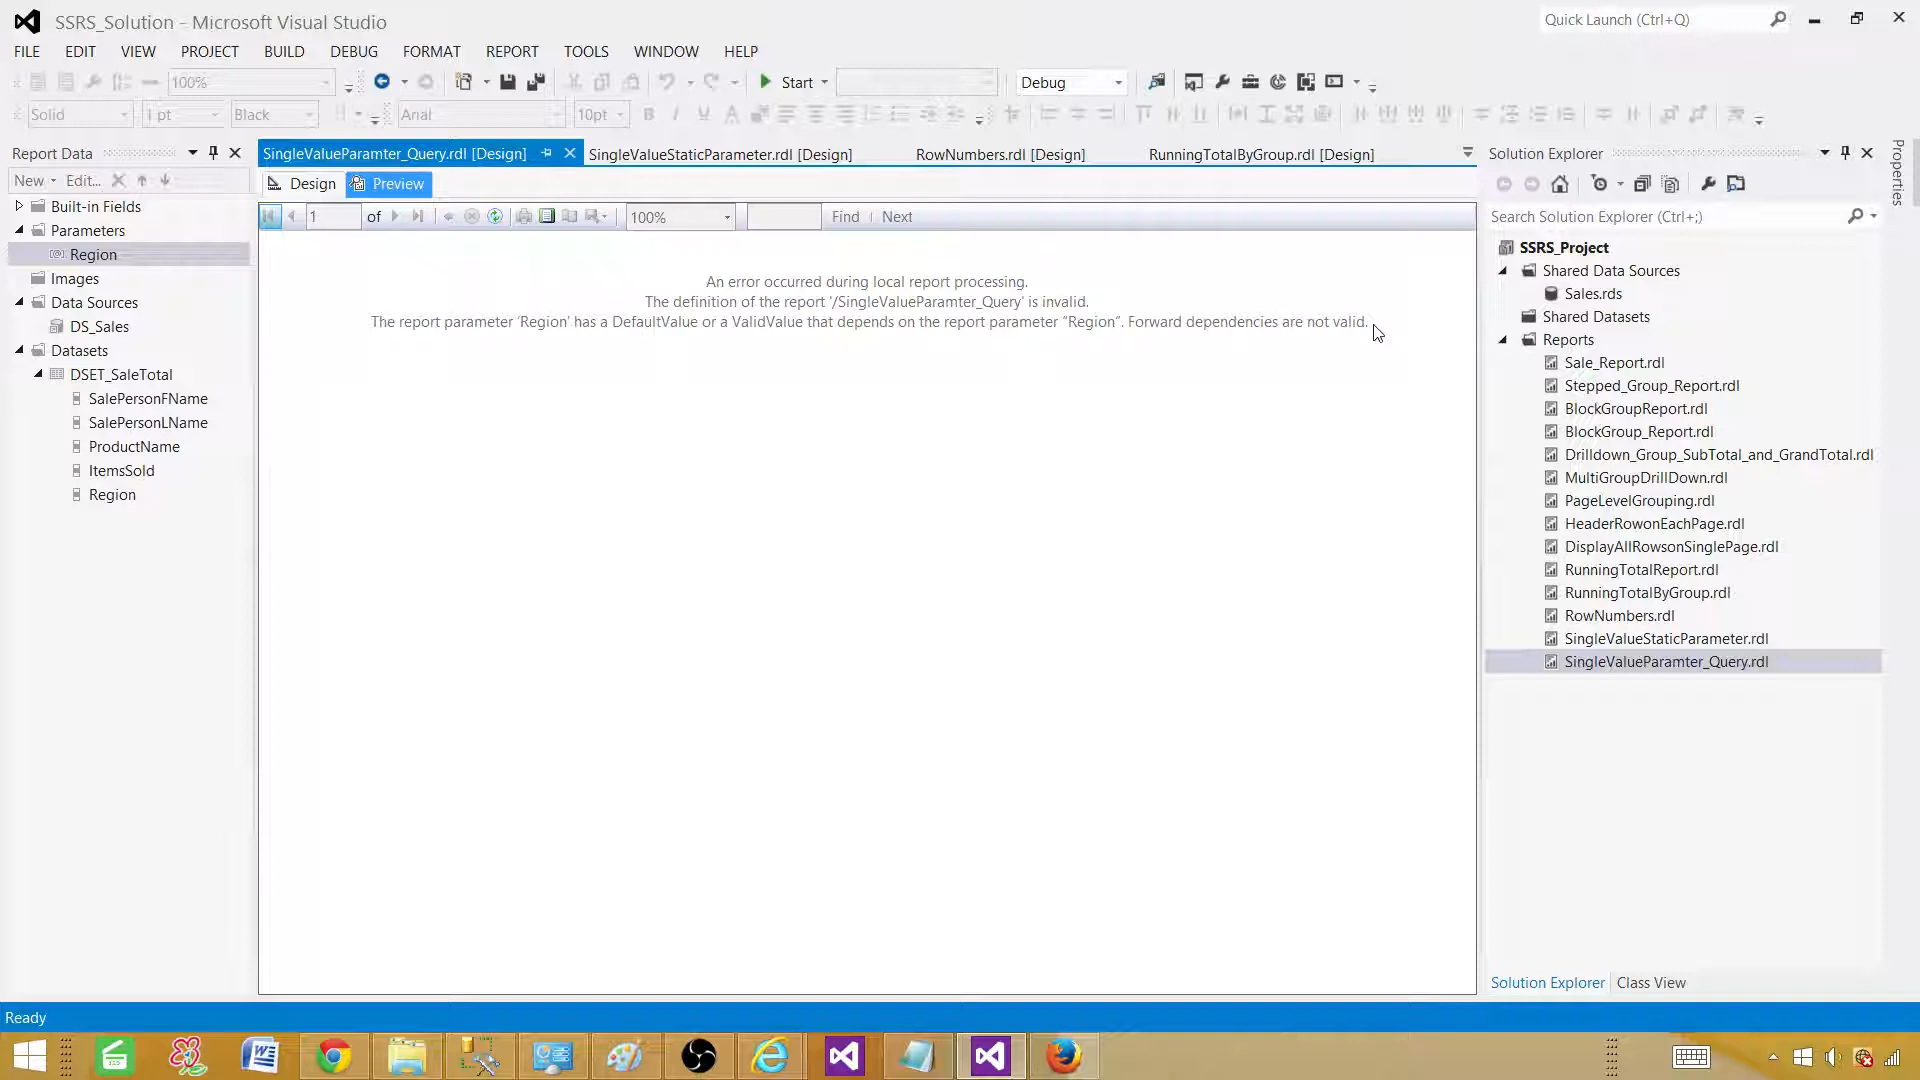 SSRS_Solution - Microsoft Visual Studio
Quick Launch (Ctrl+Q)
FILE EDIT VIEW PROJECT BUILD DEBUG FORMAT REPORT TOOLS WINDOW HELP
100% Start Debug
Solid 1 pt Black Arial 10pt B I U A
Report Data
New Edit...
Built-in Fields
Parameters
Region
Images
Data Sources
DS_Sales
Datasets
DSET_SaleTotal
SalePersonFName
SalePersonLName
ProductName
ItemsSold
Region
SingleValueParamter_Query.rdl [Design] SingleValueStaticParameter.rdl [Design] RowNumbers.rdl [Design] RunningTotalByGroup.rdl [Design]
Design Preview
1 of 100% Find Next
An error occurred during local report processing.
The definition of the report '/SingleValueParamter_Query' is invalid.
The report parameter 'Region' has a DefaultValue or a ValidValue that depends on the report parameter "Region". Forward dependencies are not valid.
Solution Explorer
Search Solution Explorer (Ctrl+;)
SSRS_Project
Shared Data Sources
Sales.rds
Shared Datasets
Reports
Sale_Report.rdl
Stepped_Group_Report.rdl
BlockGroupReport.rdl
BlockGroup_Report.rdl
Drilldown_Group_SubTotal_and_GrandTotal.rdl
MultiGroupDrillDown.rdl
PageLevelGrouping.rdl
HeaderRowonEachPage.rdl
DisplayAllRowsonSinglePage.rdl
RunningTotalReport.rdl
RunningTotalByGroup.rdl
RowNumbers.rdl
SingleValueStaticParameter.rdl
SingleValueParamter_Query.rdl
Solution Explorer Class View
Properties
Ready